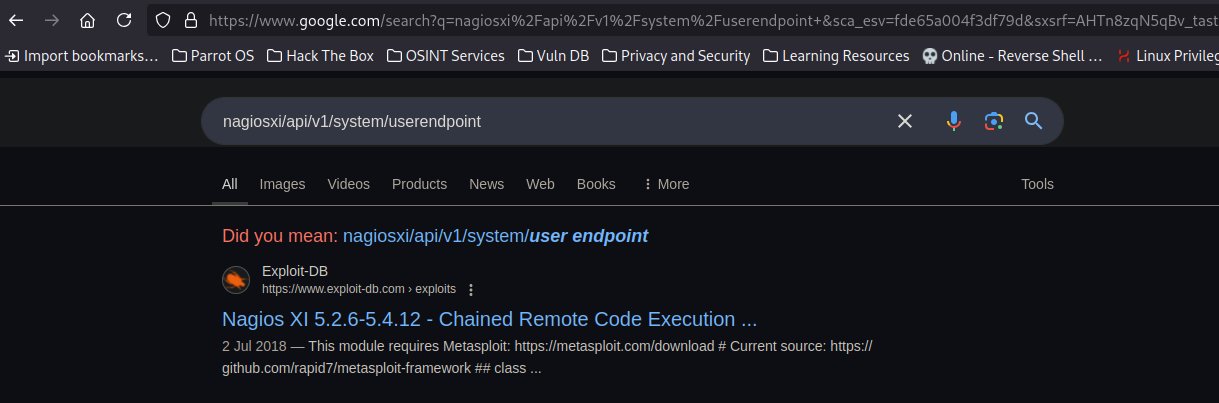 https://www.google.com/search?q=nagiosxi%2Fapi%2Fv1%2Fsystem%2Fuserendpoint+&sca_esv=fde65a004f3df79d&sxsrf=AHTn8zqN5qBv_tast
Import bookmarks… Parrot OS Hack The Box OSINT Services Vuln DB Privacy and Security Learning Resources Online - Reverse Shell … Linux Privileg
nagiosxi/api/v1/system/userendpoint
All Images Videos Products News Web Books More Tools
Did you mean: nagiosxi/api/v1/system/user endpoint
Exploit-DB
https://www.exploit-db.com › exploits
Nagios XI 5.2.6-5.4.12 - Chained Remote Code Execution ...
2 Jul 2018 — This module requires Metasploit: https://metasploit.com/download # Current source: https://
github.com/rapid7/metasploit-framework ## class ...